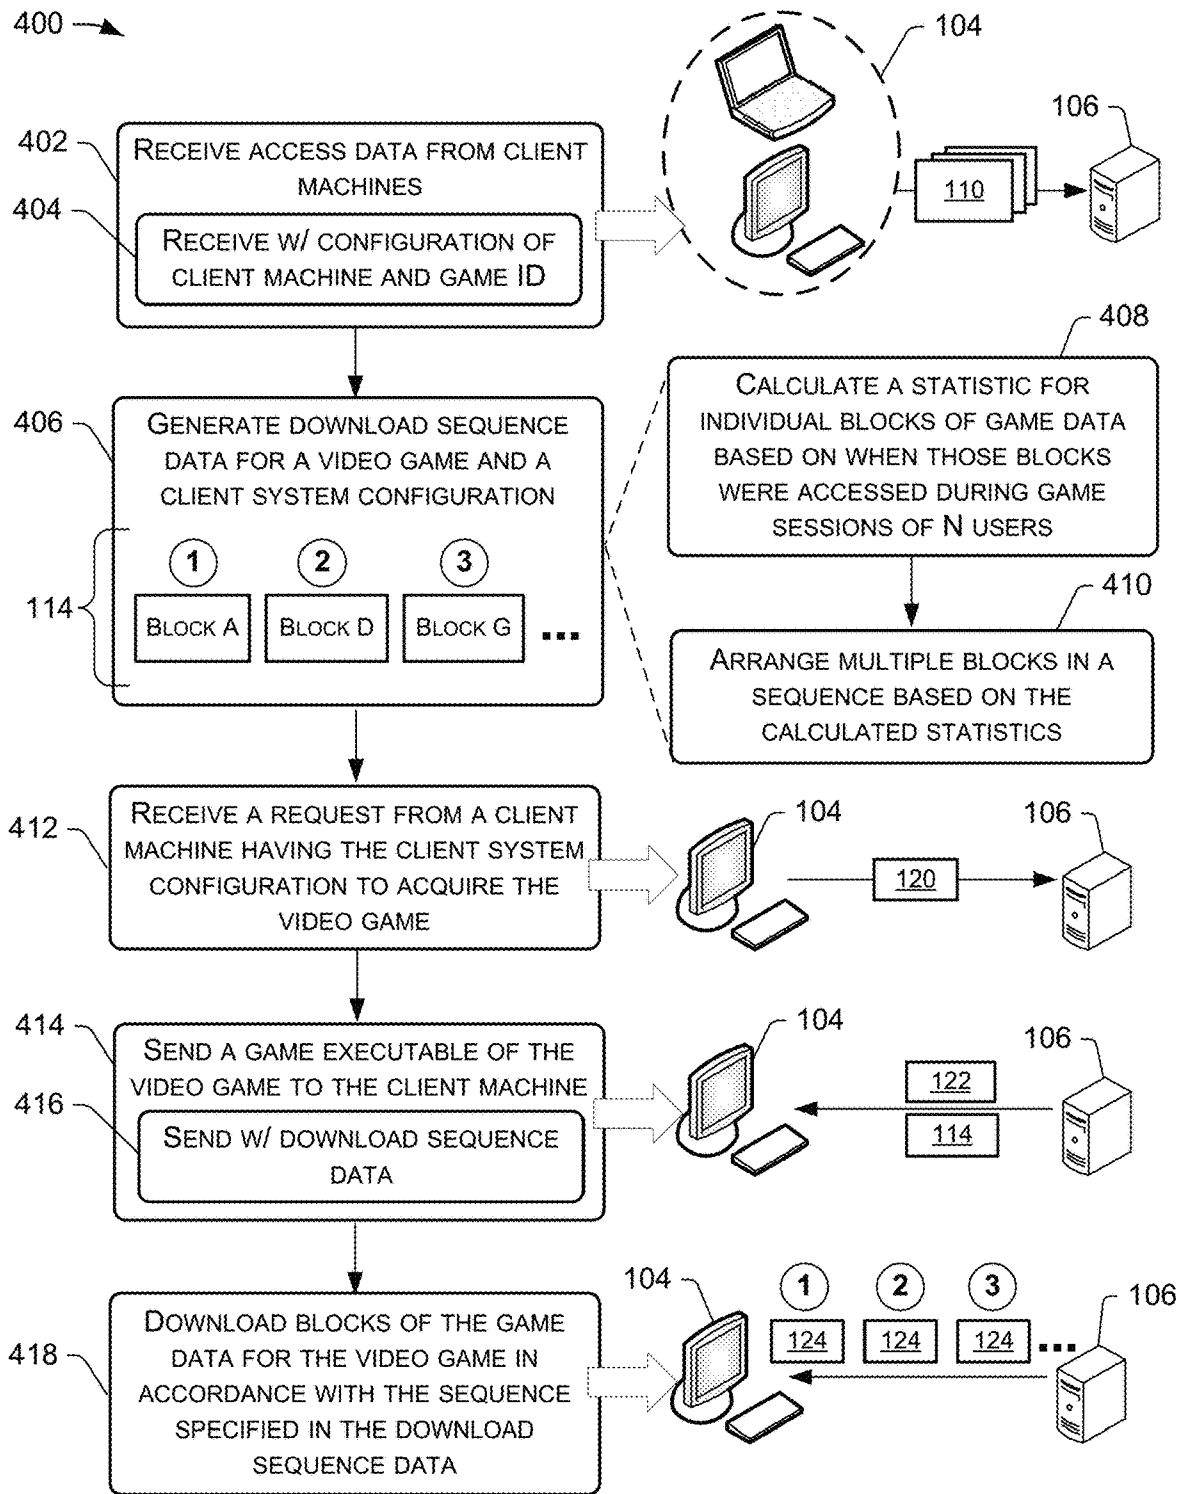 400
104
402
RECEIVE ACCESS DATA FROM CLIENT
MACHINES
404
RECEIVE W/ CONFIGURATION OF
CLIENT MACHINE AND GAME ID
110
106
406
GENERATE DOWNLOAD SEQUENCE
DATA FOR A VIDEO GAME AND A
CLIENT SYSTEM CONFIGURATION
114
1
2
3
BLOCK A
BLOCK D
BLOCK G
...
408
CALCULATE A STATISTIC FOR
INDIVIDUAL BLOCKS OF GAME DATA
BASED ON WHEN THOSE BLOCKS
WERE ACCESSED DURING GAME
SESSIONS OF N USERS
410
ARRANGE MULTIPLE BLOCKS IN A
SEQUENCE BASED ON THE
CALCULATED STATISTICS
412
RECEIVE A REQUEST FROM A CLIENT
MACHINE HAVING THE CLIENT SYSTEM
CONFIGURATION TO ACQUIRE THE
VIDEO GAME
104
120
106
414
SEND A GAME EXECUTABLE OF THE
VIDEO GAME TO THE CLIENT MACHINE
416
SEND W/ DOWNLOAD SEQUENCE
DATA
104
122
114
106
418
DOWNLOAD BLOCKS OF THE GAME
DATA FOR THE VIDEO GAME IN
ACCORDANCE WITH THE SEQUENCE
SPECIFIED IN THE DOWNLOAD
SEQUENCE DATA
104
1
2
3
124
124
124
...
106